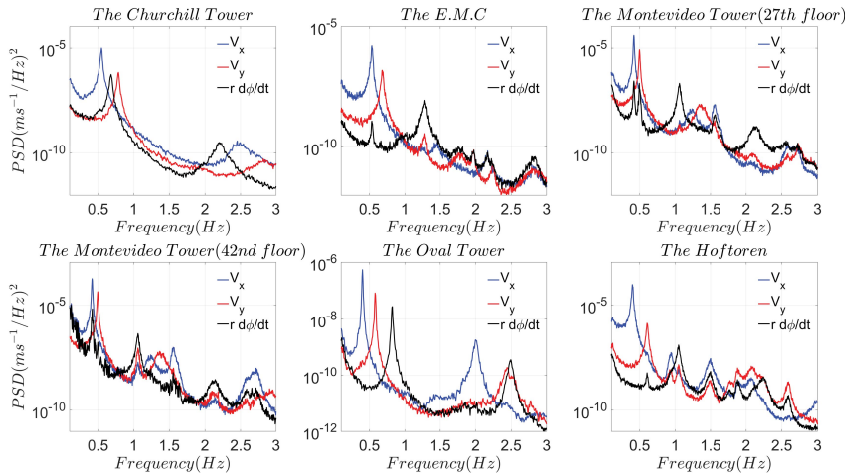 The Churchill Tower
The E.M.C
The Montevideo Tower(27th floor)
PSD(ms⁻¹/Hz)²
10⁻⁵
10⁻¹⁰
V_x
V_y
r dϕ/dt
0.5 1 1.5 2 2.5 3
Frequency(Hz)
10⁻⁵
10⁻¹⁰
V_x
V_y
r dϕ/dt
0.5 1 1.5 2 2.5 3
Frequency(Hz)
10⁻⁵
10⁻¹⁰
V_x
V_y
r dϕ/dt
0.5 1 1.5 2 2.5 3
Frequency(Hz)
The Montevideo Tower(42nd floor)
The Oval Tower
The Hoftoren
PSD(ms⁻¹/Hz)²
10⁻⁵
10⁻¹⁰
V_x
V_y
r dϕ/dt
0.5 1 1.5 2 2.5 3
Frequency(Hz)
10⁻⁶
10⁻⁸
10⁻¹⁰
10⁻¹²
V_x
V_y
r dϕ/dt
0.5 1 1.5 2 2.5 3
Frequency(Hz)
10⁻⁵
10⁻¹⁰
V_x
V_y
r dϕ/dt
0.5 1 1.5 2 2.5 3
Frequency(Hz)